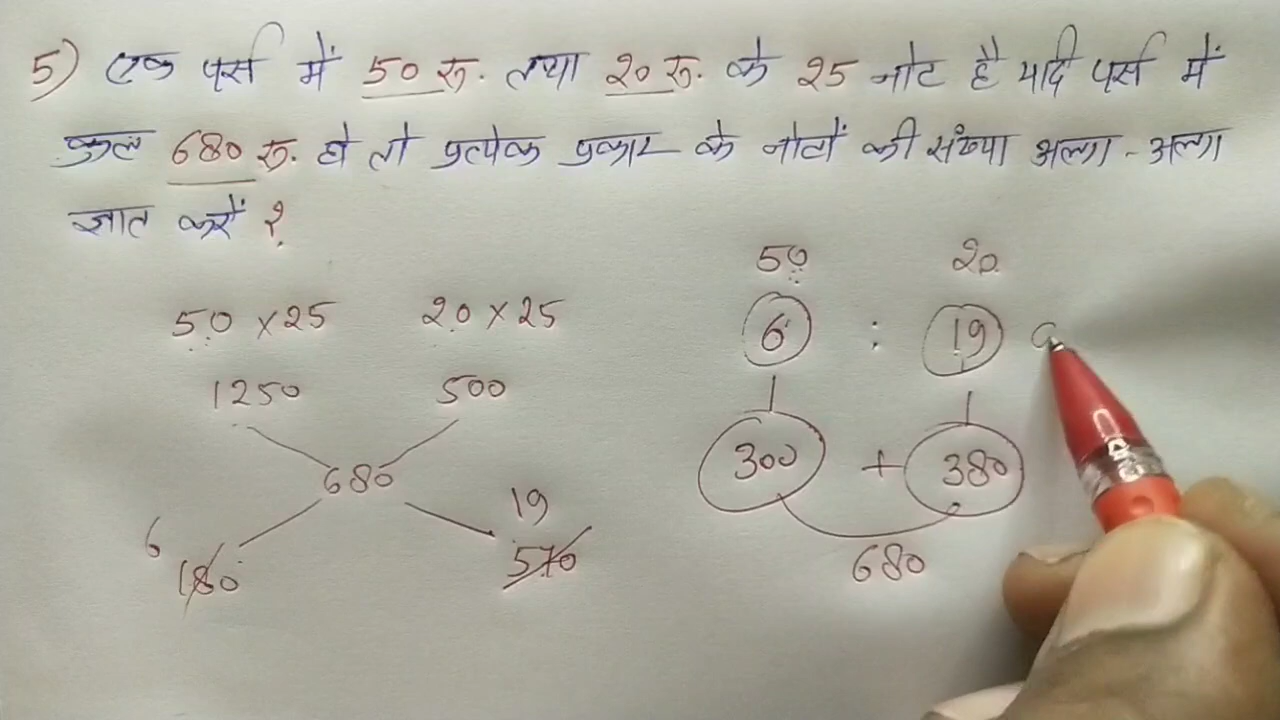 5) एक पर्स में 50 रु. तथा 20 रु. के 25 नोट है यदि पर्स में
कुल 680 रु. हो तो प्रत्येक प्रकार के नोटों की संख्या अलग - अलग
ज्ञात करें ?
50 20
50 × 25 20 × 25 6 : 19
1250 500
680 300 + 380
6 19
180 570 680